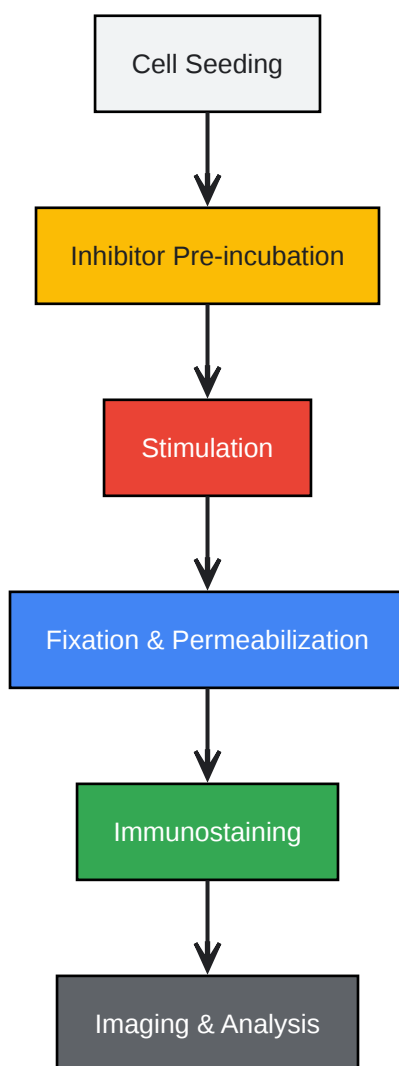 Cell Seeding
Inhibitor Pre-incubation
Stimulation
Fixation & Permeabilization
Immunostaining
Imaging & Analysis